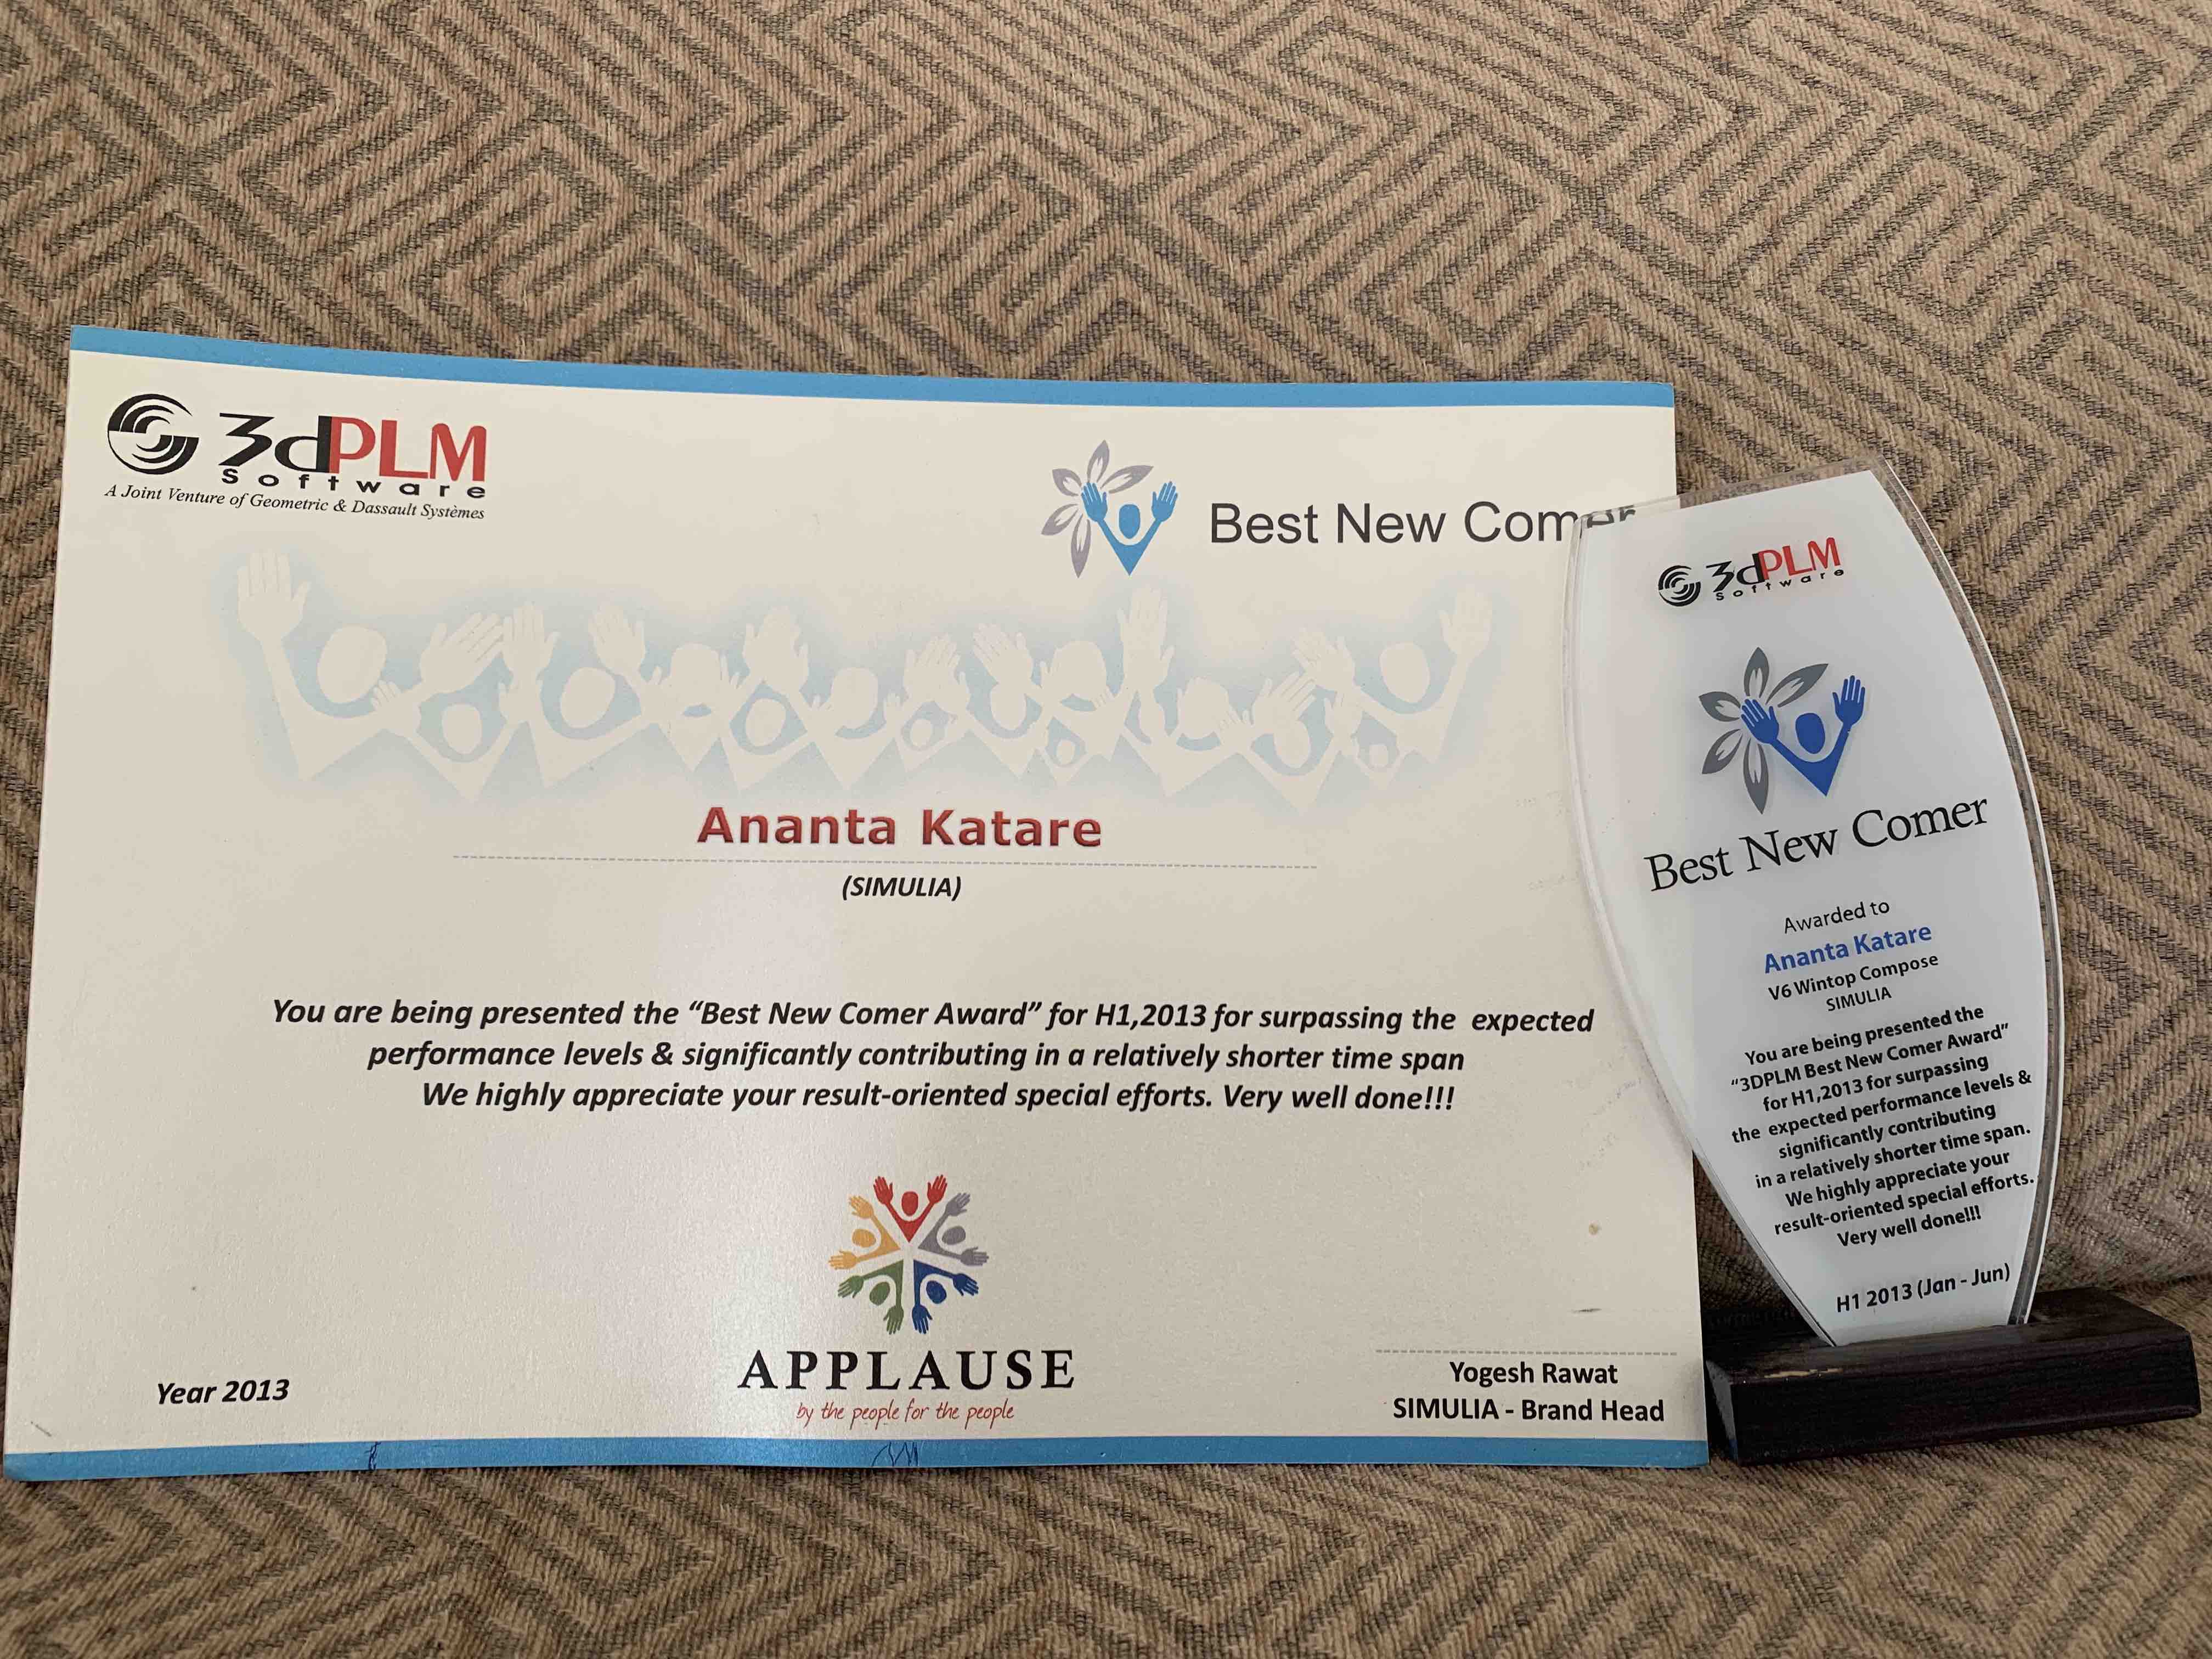 3dPLM
Software
A Joint Venture of Geometric & Dassault Systèmes
Best New Comer
Ananta Katare
(SIMULIA)
You are being presented the “Best New Comer Award” for H1,2013 for surpassing the expected
performance levels & significantly contributing in a relatively shorter time span
We highly appreciate your result-oriented special efforts. Very well done!!!
APPLAUSE
by the people for the people
Year 2013
Yogesh Rawat
SIMULIA - Brand Head
3dPLM
Software
Best New Comer
Awarded to
Ananta Katare
V6 Wintop Compose
SIMULIA
You are being presented the
"3DPLM Best New Comer Award"
for H1,2013 for surpassing
the expected performance levels &
significantly contributing
in a relatively shorter time span.
We highly appreciate your
result-oriented special efforts.
Very well done!!!
H1 2013 (Jan - Jun)